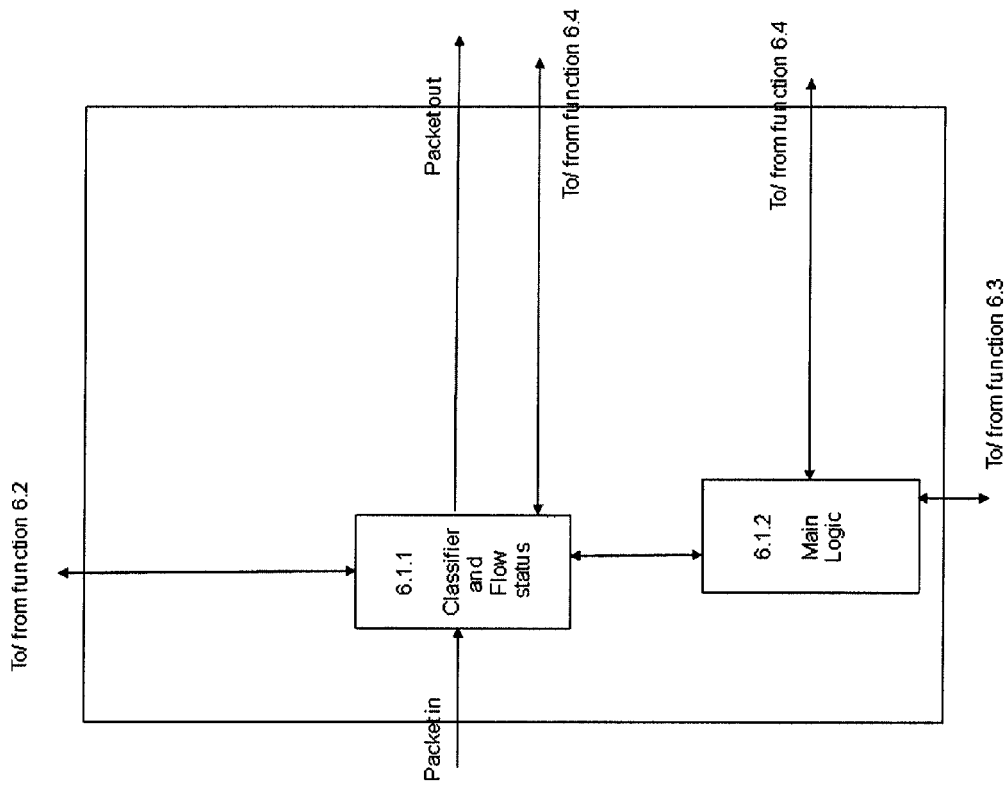 To/ from function 6.2
Packet in
6.1.1
Classifier
and
Flow
status
Packet out
To/ from function 6.4
6.1.2
Main
Logic
To/ from function 6.4
To/ from function 6.3